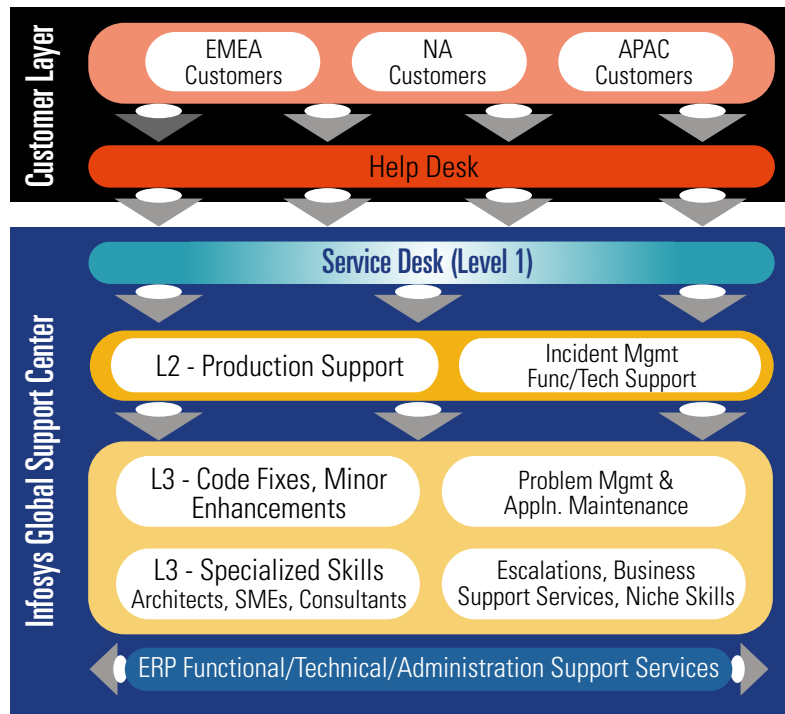 Customer Layer
EMEA
Customers
NA
Customers
APAC
Customers
Help Desk
Infosys Global Support Center
Service Desk (Level 1)
L2 - Production Support
Incident Mgmt
Func/Tech Support
L3 - Code Fixes, Minor
Enhancements
Problem Mgmt &
Appln. Maintenance
L3 - Specialized Skills
Architects, SMEs, Consultants
Escalations, Business
Support Services, Niche Skills
ERP Functional/Technical/Administration Support Services